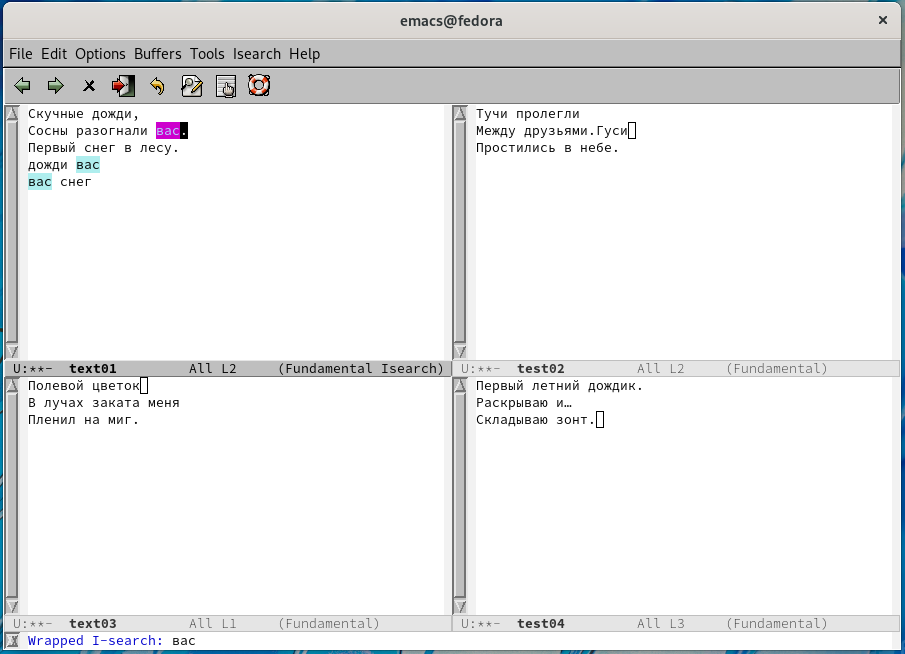 emacs@fedora
File Edit Options Buffers Tools Isearch Help
Скучные дожди,
Сосны разогнали вас.
Первый снег в лесу.
дожди вас
вас снег
U:**-  text01         All L2     (Fundamental Isearch)
Тучи пролегли
Между друзьями.Гуси
Простились в небе.
U:**-  test02         All L2     (Fundamental)
Полевой цветок
В лучах заката меня
Пленил на миг.
U:**-  text03         All L1     (Fundamental)
Первый летний дождик.
Раскрываю и…
Складываю зонт.
U:**-  test04         All L3     (Fundamental)
Wrapped I-search: вас